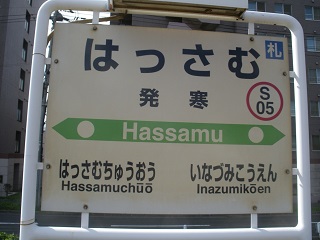 はっさむ
札
発寒
S
05
Hassamu
はっさむちゅうおう
Hassamuchūō
いなづみこうえん
Inazumikōen